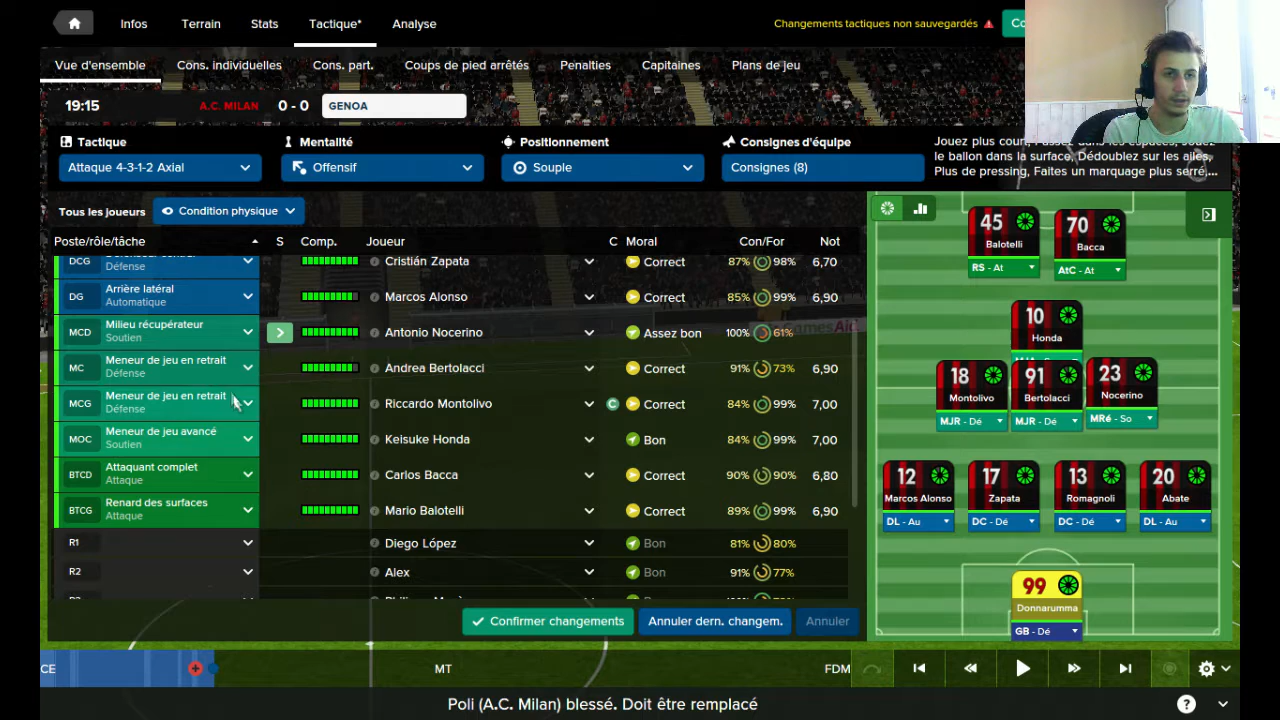 Infos
Terrain
Stats
Tactique*
Analyse
Changements tactiques non sauvegardés
Co
Vue d'ensemble
Cons. individuelles
Cons. part.
Coups de pied arrêtés
Penalties
Capitaines
Plans de jeu
19:15
A.C. MILAN
0 - 0
GENOA
Tactique
Mentalité
Positionnement
Consignes d'équipe
Attaque 4-3-1-2 Axial
Offensif
Souple
Consignes (8)
le ballon dans la surface, Dédoublez sur les ailes,
Plus de pressing, Faites un marquage plus serré,...
Tous les joueurs
Condition physique
Poste/rôle/tâche
S
Comp.
Joueur
C
Moral
Con/For
Not
DCG
Défense
Cristián Zapata
Correct
87%
98%
6,70
DG
Arrière latéral
Automatique
Marcos Alonso
Correct
85%
99%
6,90
MCD
Milieu récupérateur
Soutien
Antonio Nocerino
Assez bon
100%
61%
MC
Meneur de jeu en retrait
Défense
Andrea Bertolacci
Correct
91%
73%
6,90
MCG
Meneur de jeu en retrait
Défense
Riccardo Montolivo
C
Correct
84%
99%
7,00
MOC
Meneur de jeu avancé
Soutien
Keisuke Honda
Bon
84%
99%
7,00
BTCD
Attaquant complet
Attaque
Carlos Bacca
Correct
90%
90%
6,80
BTCG
Renard des surfaces
Attaque
Mario Balotelli
Correct
89%
99%
6,90
R1
Diego López
Bon
81%
80%
R2
Alex
Bon
91%
77%
45
Balotelli
RS - At
70
Bacca
AtC - At
10
Honda
18
Montolivo
MJR - Dé
91
Bertolacci
MJR - Dé
23
Nocerino
MRé - So
12
Marcos Alonso
DL - Au
17
Zapata
DC - Dé
13
Romagnoli
DC - Dé
20
Abate
DL - Au
99
Donnarumma
GB - Dé
Confirmer changements
Annuler dern. changem.
Annuler
CE
MT
FDM
Poli (A.C. Milan) blessé. Doit être remplacé
?